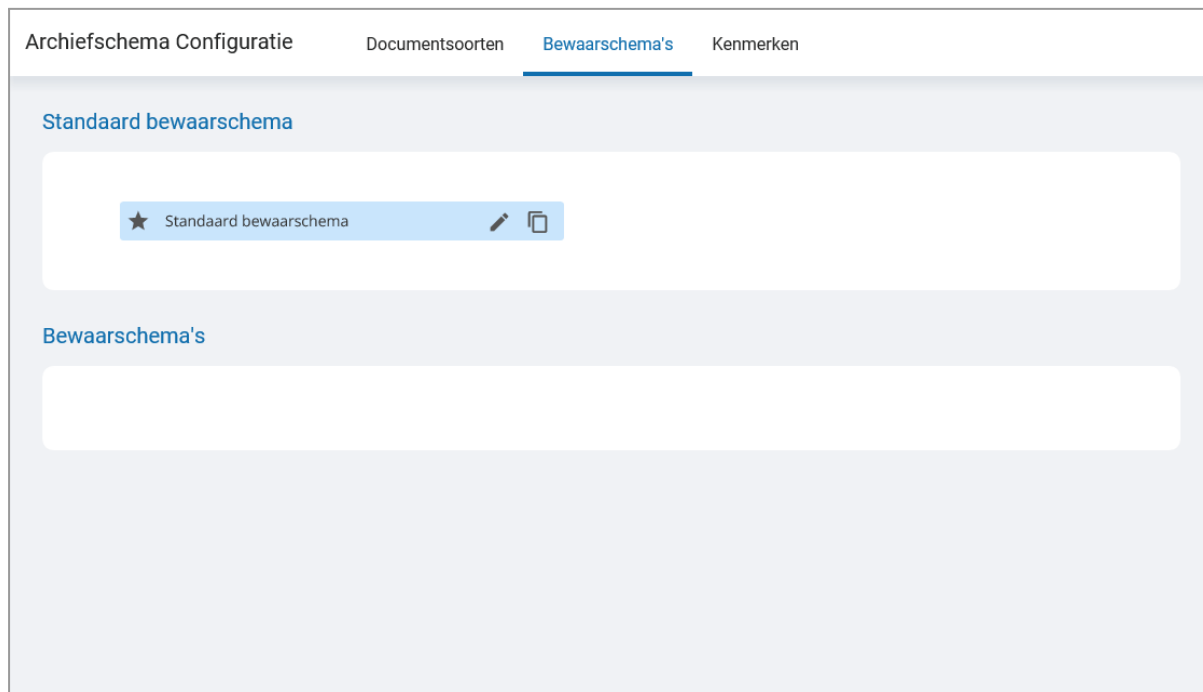 Archiefschema Configuratie Documentsoorten Bewaarschema's Kenmerken
Standaard bewaarschema
Standaard bewaarschema
Bewaarschema's